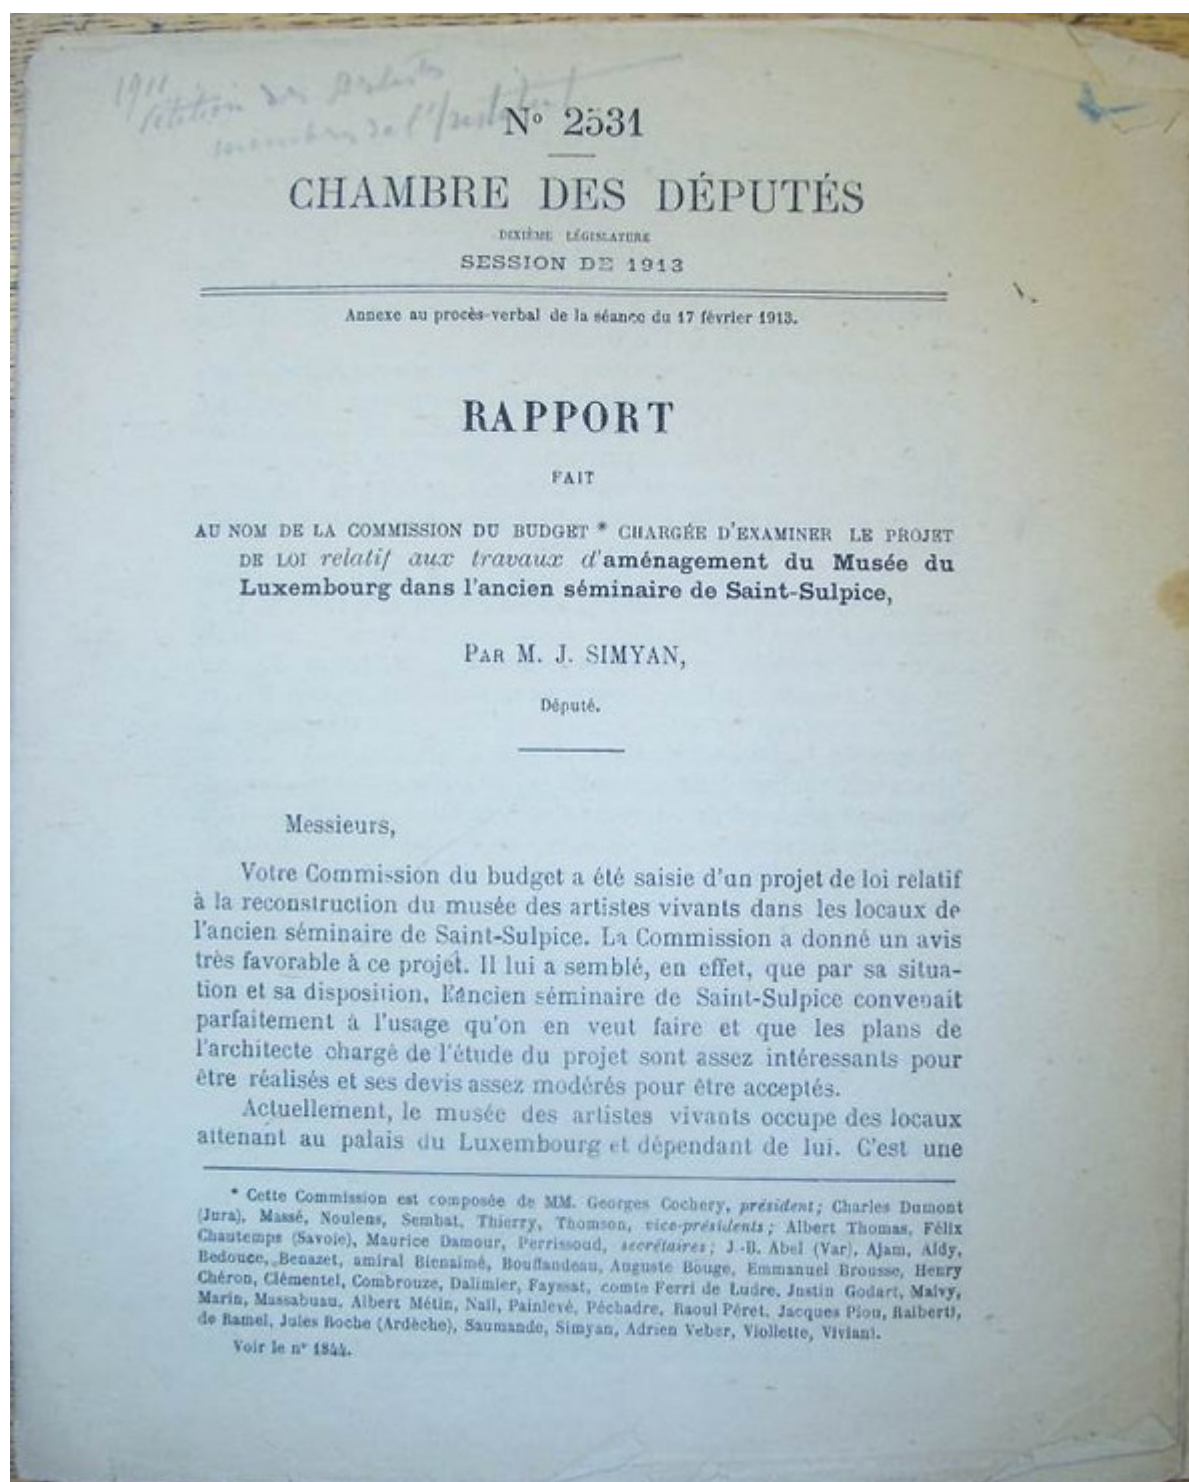 1911
Pétition des Artistes
membres de l'Institut
N° 2531
CHAMBRE DES DÉPUTÉS
DIXIÈME LÉGISLATURE
SESSION DE 1913
Annexe au procès-verbal de la séance du 17 février 1913.
RAPPORT
FAIT
AU NOM DE LA COMMISSION DU BUDGET * CHARGÉE D'EXAMINER LE PROJET
DE LOI relatif aux travaux d'aménagement du Musée du
Luxembourg dans l'ancien séminaire de Saint-Sulpice,
PAR M. J. SIMYAN,
Député.
Messieurs,
Votre Commission du budget a été saisie d'un projet de loi relatif
à la reconstruction du musée des artistes vivants dans les locaux de
l'ancien séminaire de Saint-Sulpice. La Commission a donné un avis
très favorable à ce projet. Il lui a semblé, en effet, que par sa situa-
tion et sa disposition, l'ancien séminaire de Saint-Sulpice convenait
parfaitement à l'usage qu'on en veut faire et que les plans de
l'architecte chargé de l'étude du projet sont assez intéressants pour
être réalisés et ses devis assez modérés pour être acceptés.
Actuellement, le musée des artistes vivants occupe des locaux
attenant au palais du Luxembourg et dépendant de lui. C'est une
* Cette Commission est composée de MM. Georges Cochery, président; Charles Dumont
(Jura), Massé, Noulens, Sembat, Thierry, Thomson, vice-présidents; Albert Thomas, Félix
Chautemps (Savoie), Maurice Damour, Perrissoud, secrétaires; J.-B. Abel (Var), Ajam, Aldy,
Bedouce, Benazet, amiral Bienaimé, Bouffandeau, Auguste Bouge, Emmanuel Brousse, Henry
Chéron, Clémentel, Combrouze, Dalimier, Fayssat, comte Ferri de Ludre, Justin Godart, Malvy,
Marin, Massabuau, Albert Métin, Nail, Painlevé, Péchadre, Raoul Péret, Jacques Piou, Raiberti,
de Ramel, Jules Roche (Ardèche), Saumande, Simyan, Adrien Veber, Viollette, Viviani.
Voir le n° 1844.